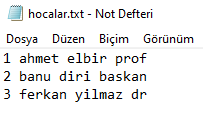 hocalar.txt - Not Defteri
Dosya Düzen Biçim Görünüm
1 ahmet elbir prof
2 banu diri baskan
3 ferkan yilmaz dr